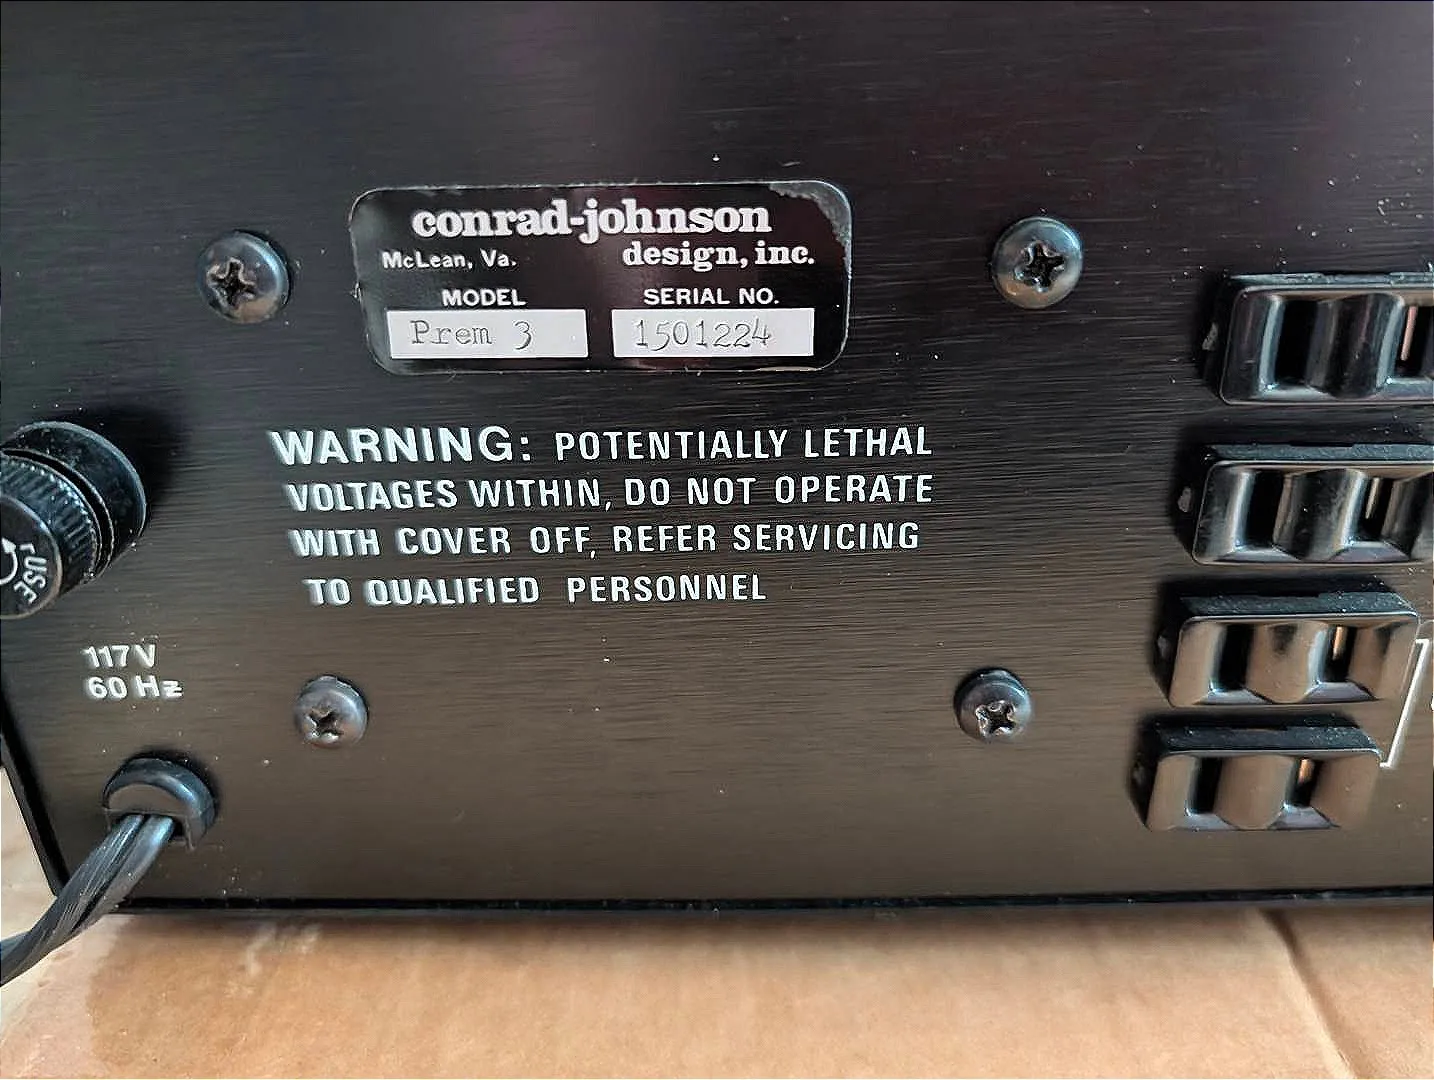 conrad-johnson
McLean, Va. design, inc.
MODEL SERIAL NO.
Prem 3 1501224
WARNING: POTENTIALLY LETHAL
VOLTAGES WITHIN, DO NOT OPERATE
WITH COVER OFF, REFER SERVICING
TO QUALIFIED PERSONNEL
117V
60 Hz